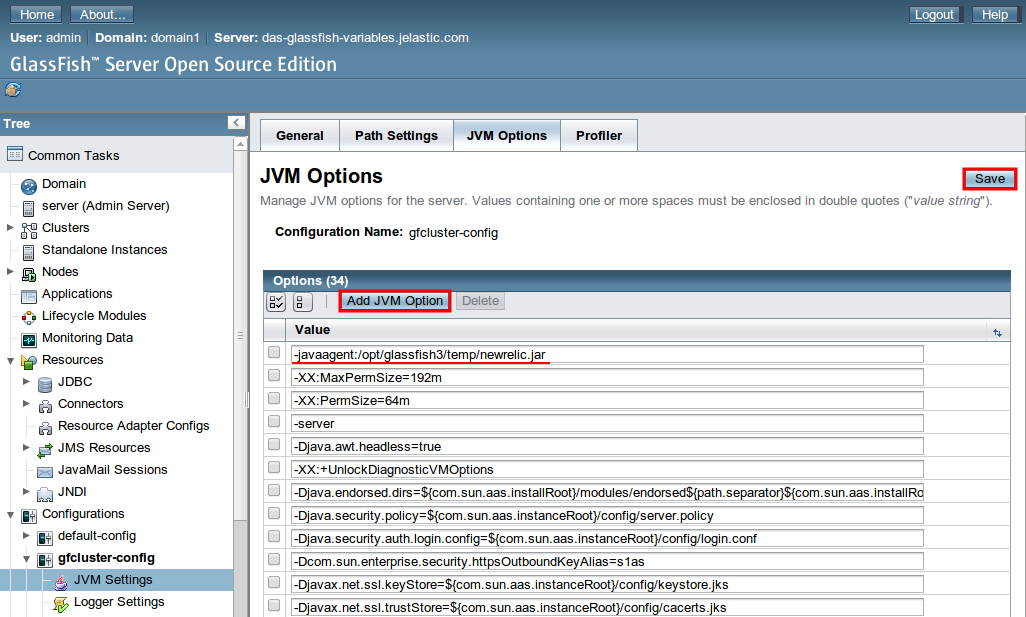 Home About... Logout Help
User: admin Domain: domain1 Server: das-glassfish-variables.jelastic.com
GlassFish™ Server Open Source Edition
Tree
Common Tasks
Domain
server (Admin Server)
Clusters
Standalone Instances
Nodes
Applications
Lifecycle Modules
Monitoring Data
Resources
JDBC
Connectors
Resource Adapter Configs
JMS Resources
JavaMail Sessions
JNDI
Configurations
default-config
gfcluster-config
JVM Settings
Logger Settings
General Path Settings JVM Options Profiler
JVM Options
Save
Manage JVM options for the server. Values containing one or more spaces must be enclosed in double quotes ("value string").
Configuration Name: gfcluster-config
Options (34)
Add JVM Option Delete
Value
-javaagent:/opt/glassfish3/temp/newrelic.jar
-XX:MaxPermSize=192m
-XX:PermSize=64m
-server
-Djava.awt.headless=true
-XX:+UnlockDiagnosticVMOptions
-Djava.endorsed.dirs=${com.sun.aas.installRoot}/modules/endorsed${path.separator}${com.sun.aas.installRo
-Djava.security.policy=${com.sun.aas.instanceRoot}/config/server.policy
-Djava.security.auth.login.config=${com.sun.aas.instanceRoot}/config/login.conf
-Dcom.sun.enterprise.security.httpsOutboundKeyAlias=s1as
-Djavax.net.ssl.keyStore=${com.sun.aas.instanceRoot}/config/keystore.jks
-Djavax.net.ssl.trustStore=${com.sun.aas.instanceRoot}/config/cacerts.jks